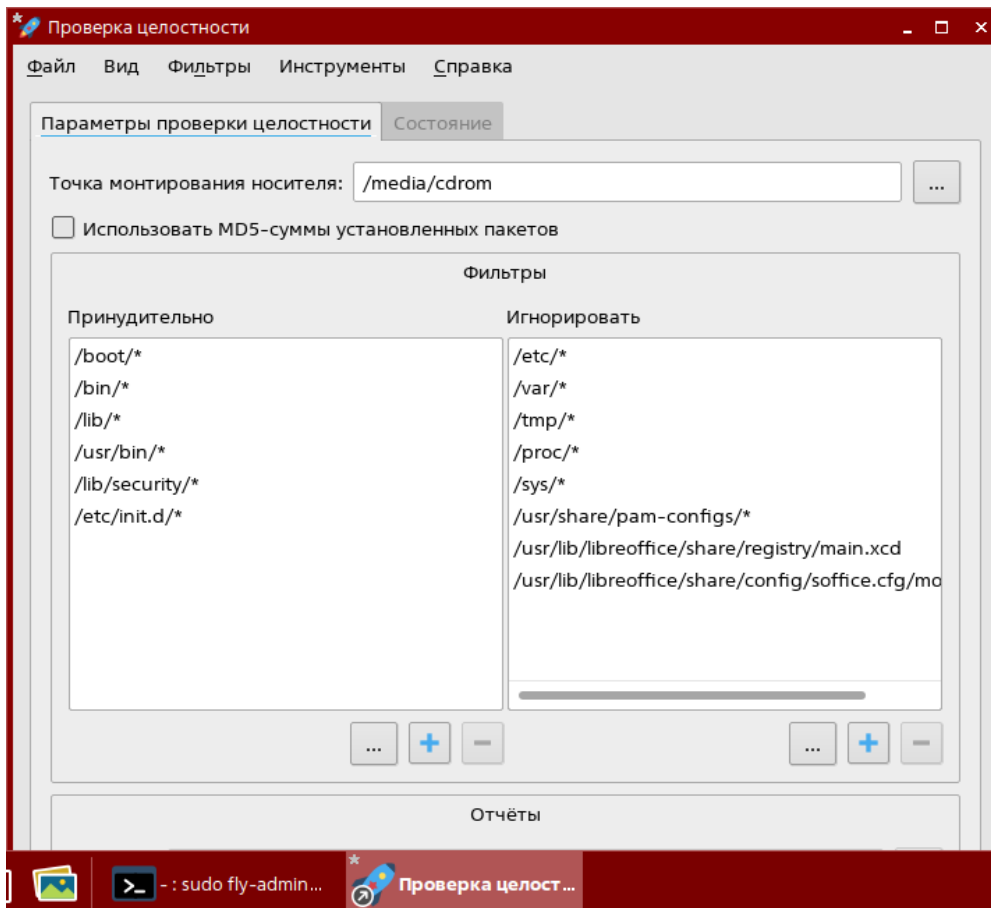 Проверка целостности
Файл Вид Фильтры Инструменты Справка
Параметры проверки целостности Состояние
Точка монтирования носителя: /media/cdrom ...
Использовать MD5-суммы установленных пакетов
Фильтры
Принудительно
/boot/*
/bin/*
/lib/*
/usr/bin/*
/lib/security/*
/etc/init.d/*
... + −
Игнорировать
/etc/*
/var/*
/tmp/*
/proc/*
/sys/*
/usr/share/pam-configs/*
/usr/lib/libreoffice/share/registry/main.xcd
/usr/lib/libreoffice/share/config/soffice.cfg/mo
... + −
Отчёты
- : sudo fly-admin...
Проверка целост...